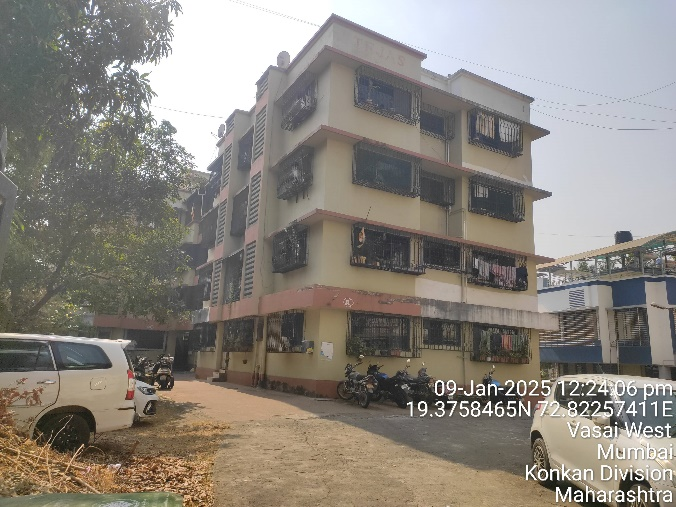 09-Jan-2025 12:24:06 pm
19.3758465N 72.82257411E
Vasai West
Mumbai
Konkan Division
Maharashtra